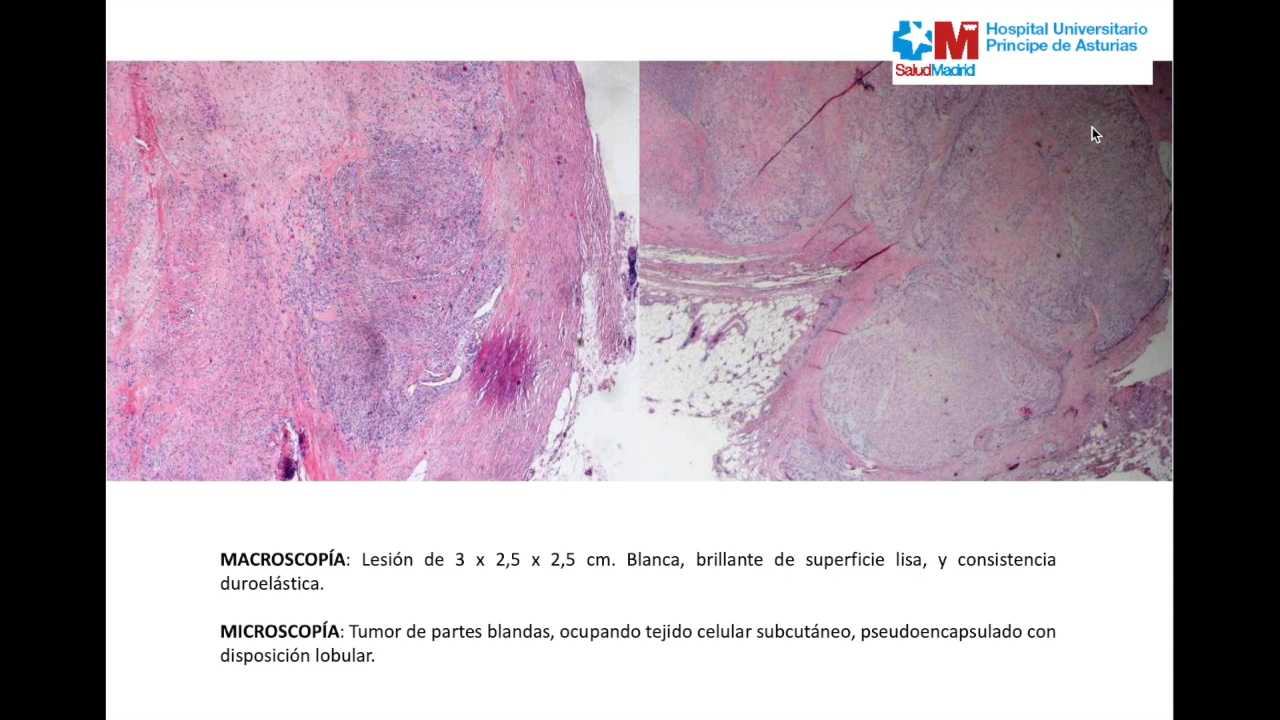 Hospital Universitario
Principe de Asturias
SaludMadrid
MACROSCOPÍA: Lesión de 3 x 2,5 x 2,5 cm. Blanca, brillante de superficie lisa, y consistencia
duroelástica.
MICROSCOPÍA: Tumor de partes blandas, ocupando tejido celular subcutáneo, pseudoencapsulado con
disposición lobular.